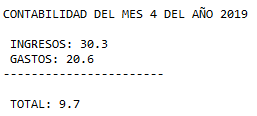 CONTABILIDAD DEL MES 4 DEL AÑO 2019
INGRESOS: 30.3
GASTOS: 20.6
-----------------------
TOTAL: 9.7